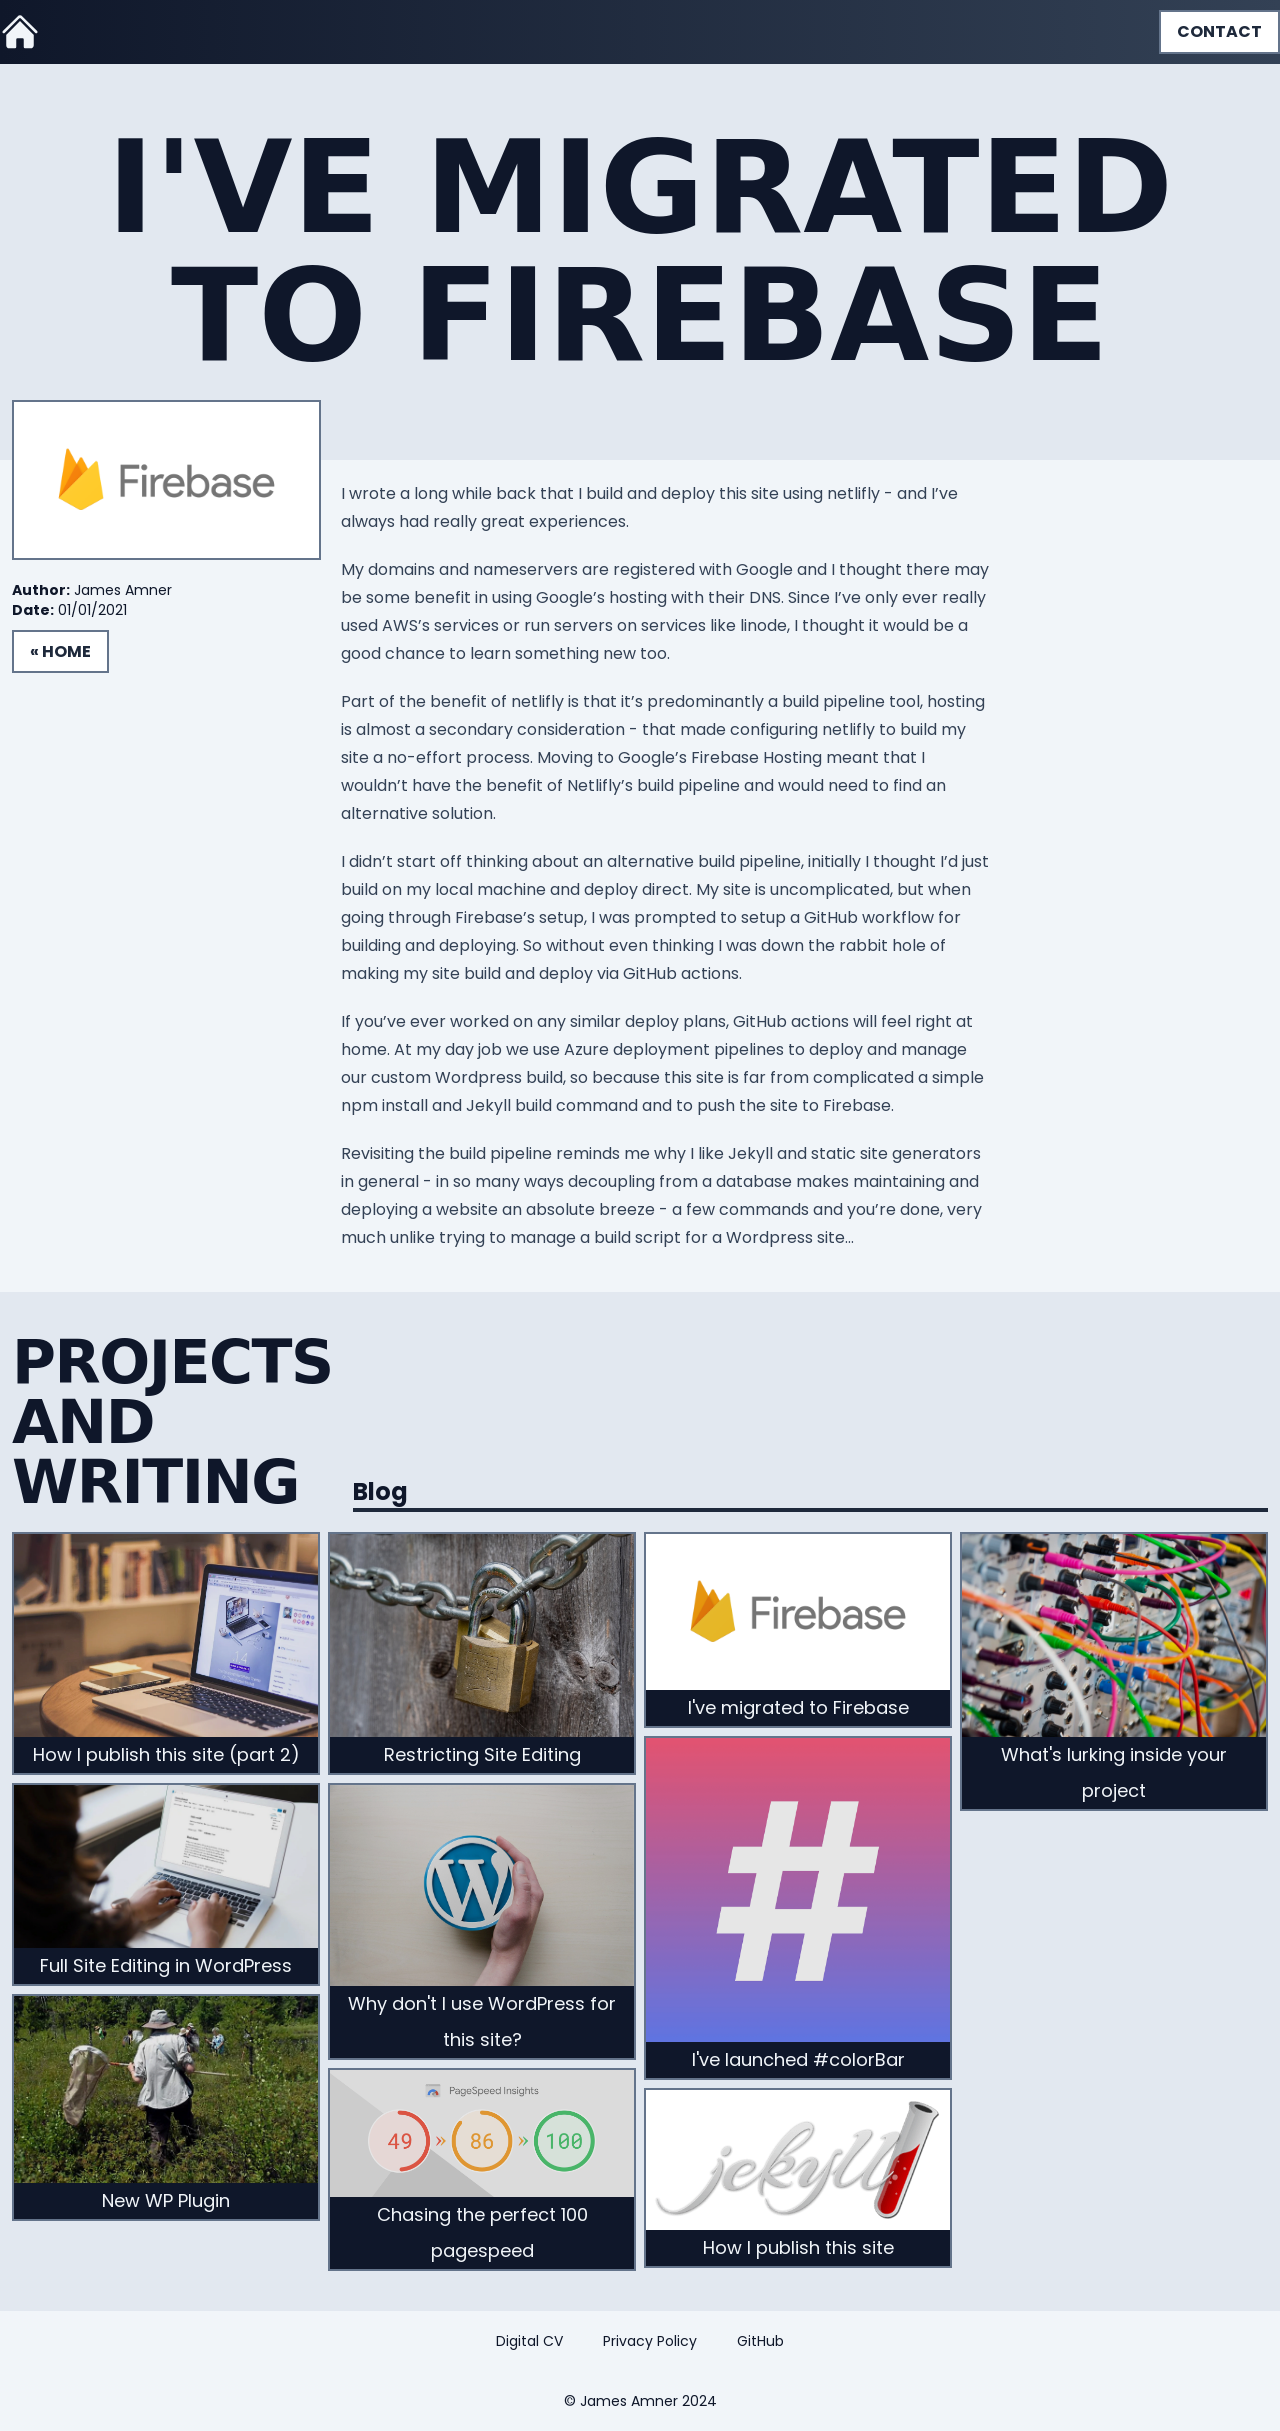 CONTACT
I'VE MIGRATED
TO FIREBASE
Firebase
Author: James Amner
Date: 01/01/2021
« HOME
I wrote a long while back that I build and deploy this site using netlifly - and I’ve
always had really great experiences.
My domains and nameservers are registered with Google and I thought there may
be some benefit in using Google’s hosting with their DNS. Since I’ve only ever really
used AWS’s services or run servers on services like linode, I thought it would be a
good chance to learn something new too.
Part of the benefit of netlifly is that it’s predominantly a build pipeline tool, hosting
is almost a secondary consideration - that made configuring netlifly to build my
site a no-effort process. Moving to Google’s Firebase Hosting meant that I
wouldn’t have the benefit of Netlifly’s build pipeline and would need to find an
alternative solution.
I didn’t start off thinking about an alternative build pipeline, initially I thought I’d just
build on my local machine and deploy direct. My site is uncomplicated, but when
going through Firebase’s setup, I was prompted to setup a GitHub workflow for
building and deploying. So without even thinking I was down the rabbit hole of
making my site build and deploy via GitHub actions.
If you’ve ever worked on any similar deploy plans, GitHub actions will feel right at
home. At my day job we use Azure deployment pipelines to deploy and manage
our custom Wordpress build, so because this site is far from complicated a simple
npm install and Jekyll build command and to push the site to Firebase.
Revisiting the build pipeline reminds me why I like Jekyll and static site generators
in general - in so many ways decoupling from a database makes maintaining and
deploying a website an absolute breeze - a few commands and you’re done, very
much unlike trying to manage a build script for a Wordpress site…
PROJECTS
AND
WRITING
Blog
How I publish this site (part 2)
Full Site Editing in WordPress
New WP Plugin
Restricting Site Editing
Why don't I use WordPress for
this site?
PageSpeed Insights
49 » 86 » 100
Chasing the perfect 100
pagespeed
Firebase
I've migrated to Firebase
#
I've launched #colorBar
jekyll
How I publish this site
What's lurking inside your
project
Digital CV
Privacy Policy
GitHub
© James Amner 2024